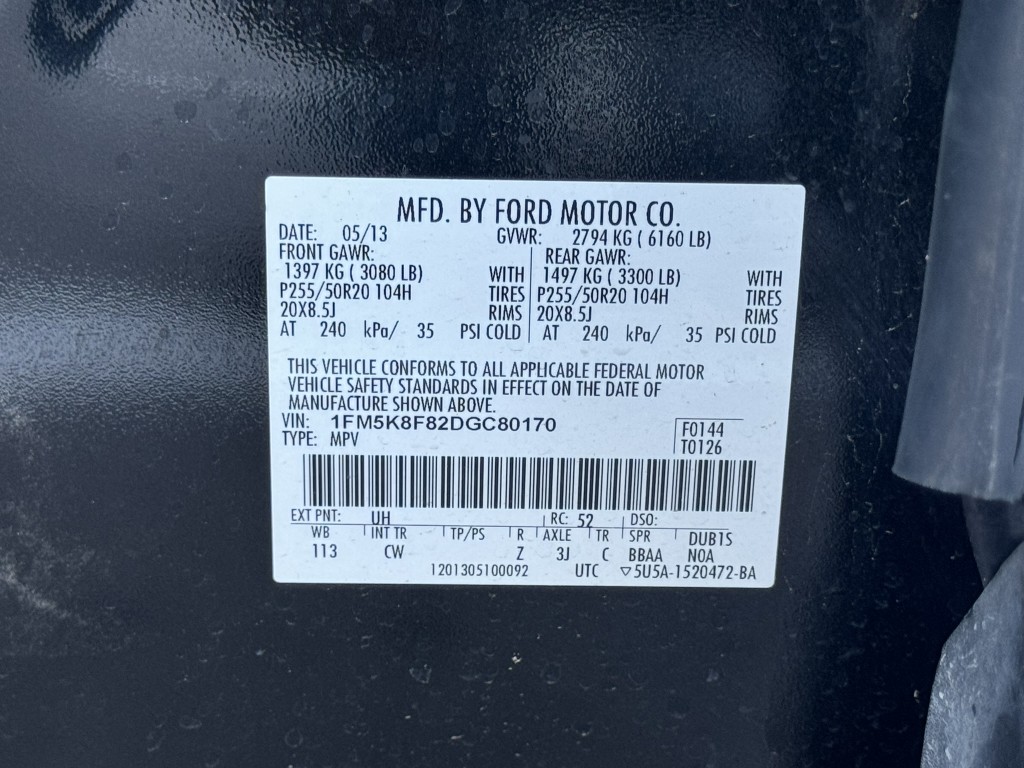 MFD. BY FORD MOTOR CO.
DATE: 05/13 GVWR: 2794 KG ( 6160 LB)
FRONT GAWR: REAR GAWR:
1397 KG ( 3080 LB) WITH 1497 KG ( 3300 LB) WITH
P255/50R20 104H TIRES P255/50R20 104H TIRES
20X8.5J RIMS 20X8.5J RIMS
AT 240 kPa/ 35 PSI COLD AT 240 kPa/ 35 PSI COLD
THIS VEHICLE CONFORMS TO ALL APPLICABLE FEDERAL MOTOR
VEHICLE SAFETY STANDARDS IN EFFECT ON THE DATE OF
MANUFACTURE SHOWN ABOVE.
VIN: 1FM5K8F82DGC80170 F0144
TYPE: MPV T0126
EXT PNT: UH RC: 52 DSO:
WB INT TR TP/PS R AXLE TR SPR DUB1S
113 CW Z 3J C BBAA N0A
1201305100092 UTC ▽5U5A-1520472-BA